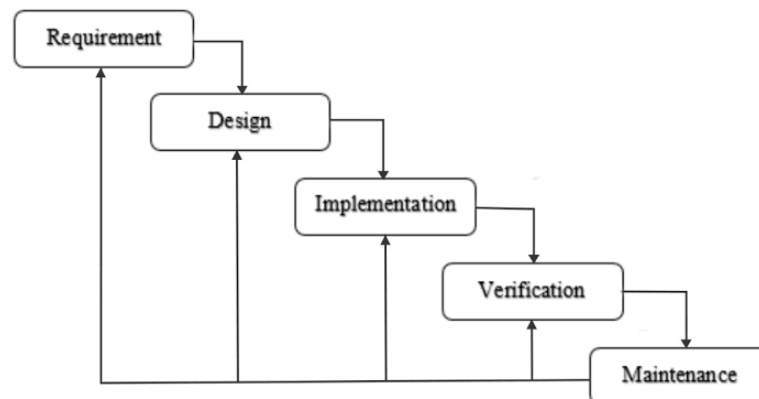 Requirement
Design
Implementation
Verification
Maintenance